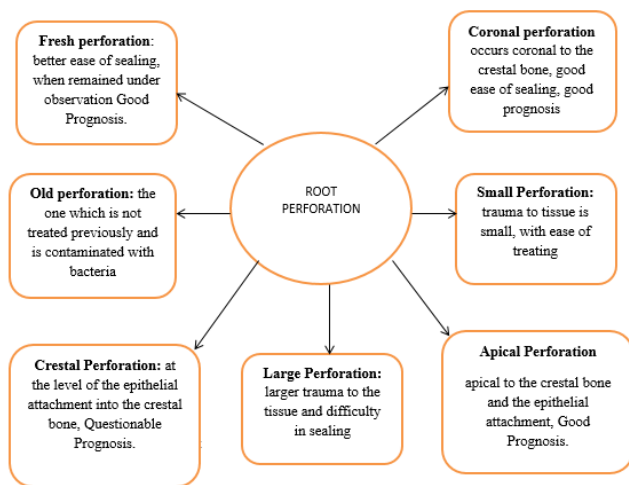 Fresh perforation:
better ease of sealing,
when remained under
observation Good
Prognosis.
Coronal perforation
occurs coronal to the
crestal bone, good
ease of sealing, good
prognosis
ROOT
PERFORATION
Old perforation: the
one which is not
treated previously and
is contaminated with
bacteria
Small Perforation:
trauma to tissue is
small, with ease of
treating
Crestal Perforation: at
the level of the epithelial
attachment into the crestal
bone, Questionable
Prognosis.
Large Perforation:
larger trauma to the
tissue and difficulty
in sealing
Apical Perforation
apical to the crestal bone
and the epithelial
attachment, Good
Prognosis.